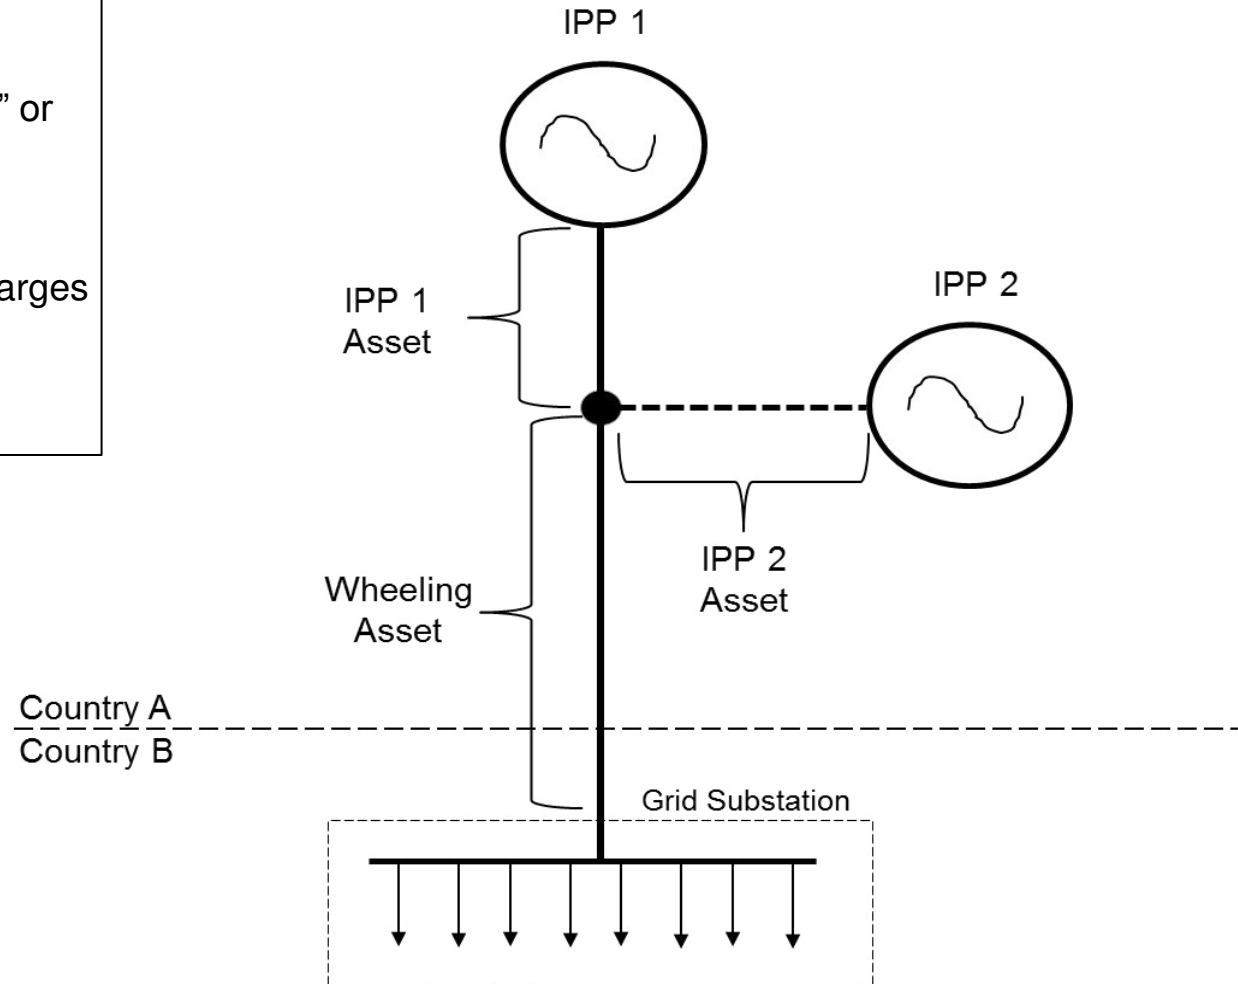 IPP 1
” or
arges
IPP 1
Asset
IPP 2
IPP 2
Asset
Wheeling
Asset
Country A
Country B
Grid Substation